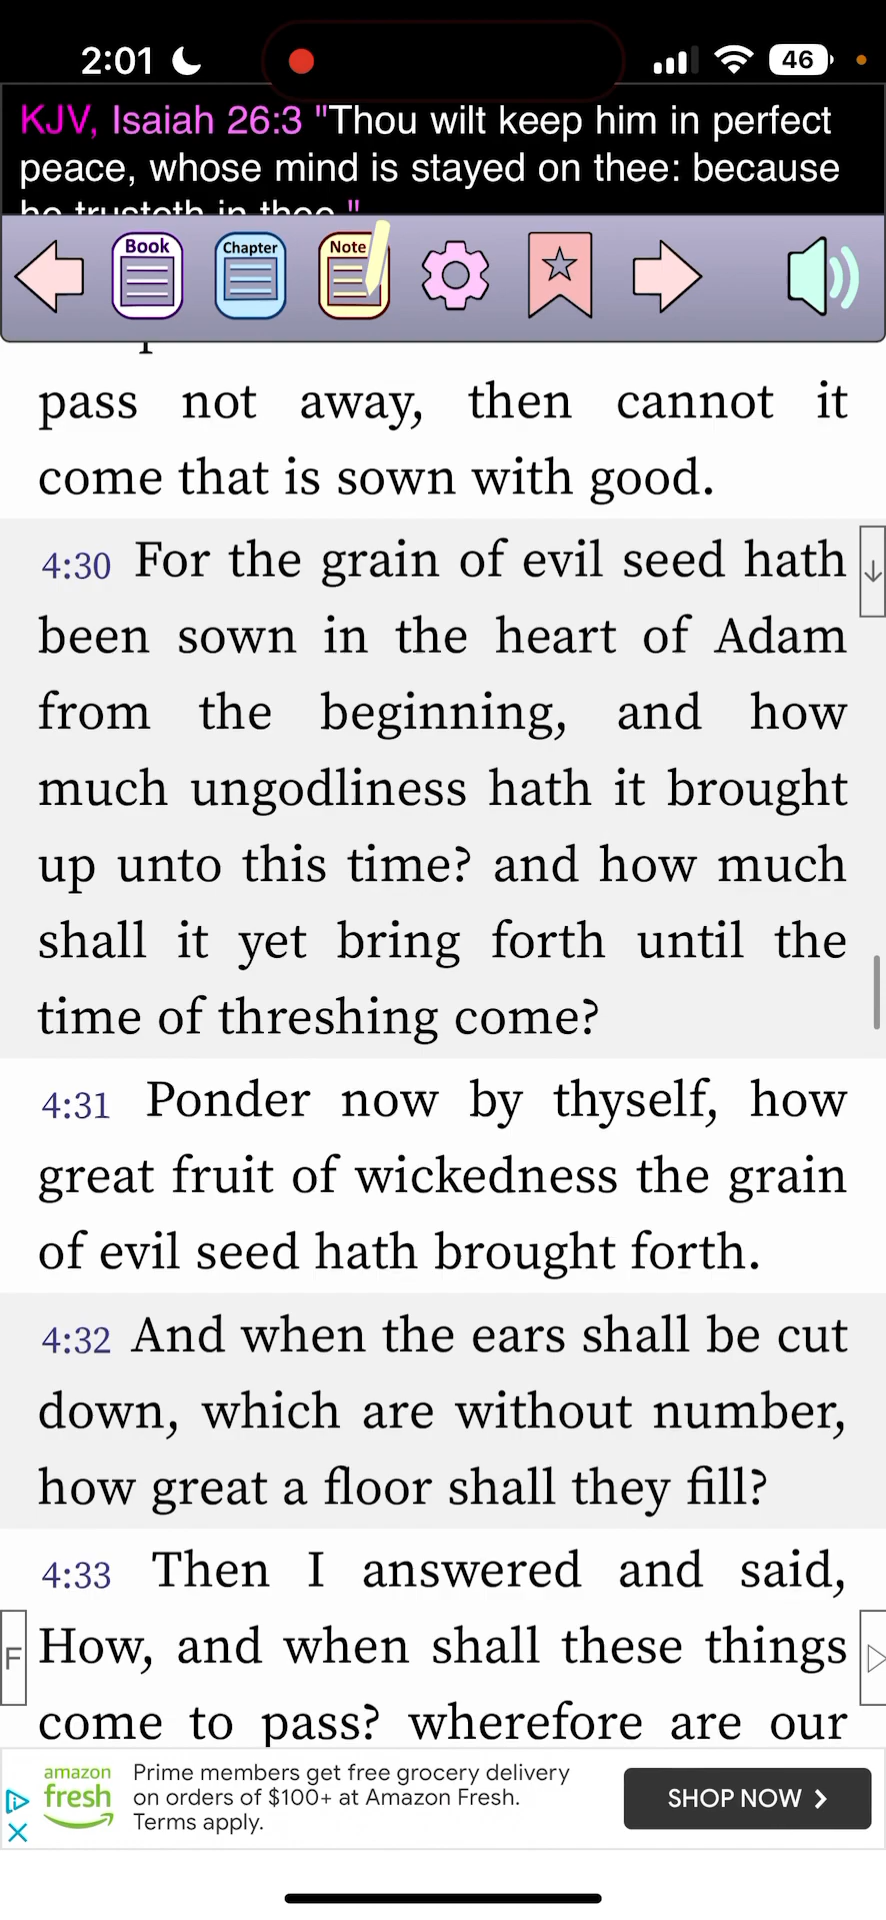 2:01
46
KJV, Isaiah 26:3 "Thou wilt keep him in perfect
peace, whose mind is stayed on thee: because
he trusteth in thee."
Book
Chapter
Note
pass not away, then cannot it
come that is sown with good.
4:30 For the grain of evil seed hath
been sown in the heart of Adam
from the beginning, and how
much ungodliness hath it brought
up unto this time? and how much
shall it yet bring forth until the
time of threshing come?
4:31 Ponder now by thyself, how
great fruit of wickedness the grain
of evil seed hath brought forth.
4:32 And when the ears shall be cut
down, which are without number,
how great a floor shall they fill?
4:33 Then I answered and said,
F
How, and when shall these things
come to pass? wherefore are our
amazon
fresh
Prime members get free grocery delivery
on orders of $100+ at Amazon Fresh.
Terms apply.
SHOP NOW